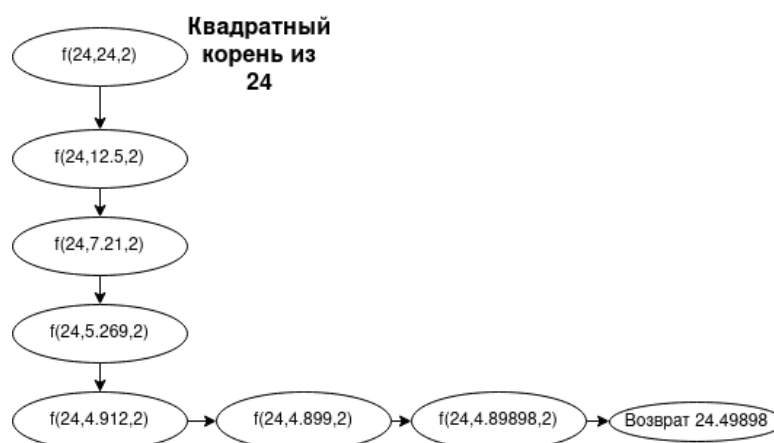 Квадратный
корень из
24
f(24,24,2)
f(24,12.5,2)
f(24,7.21,2)
f(24,5.269,2)
f(24,4.912,2)
f(24,4.899,2)
f(24,4.89898,2)
Возврат 24.49898